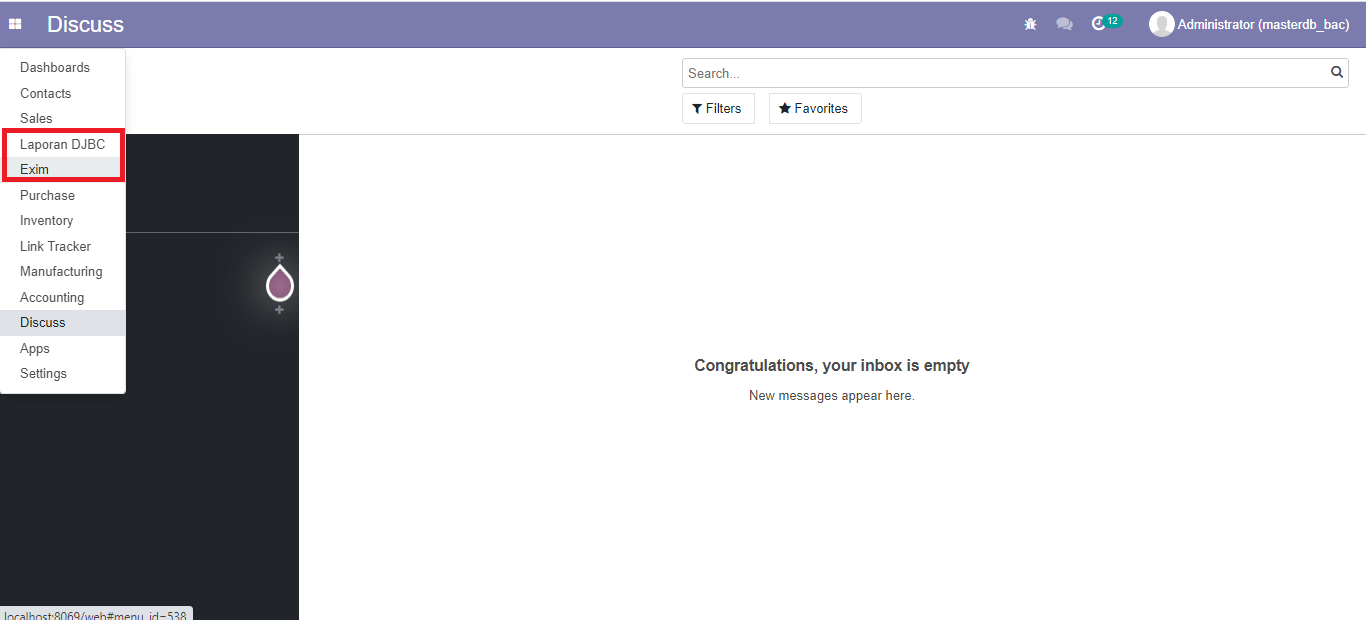 Discuss
12
Administrator (masterdb_bac)
Dashboards
Contacts
Sales
Laporan DJBC
Exim
Purchase
Inventory
Link Tracker
Manufacturing
Accounting
Discuss
Apps
Settings
Search...
Filters
Favorites
Congratulations, your inbox is empty
New messages appear here.
localhost:8069/web#menu_id=538